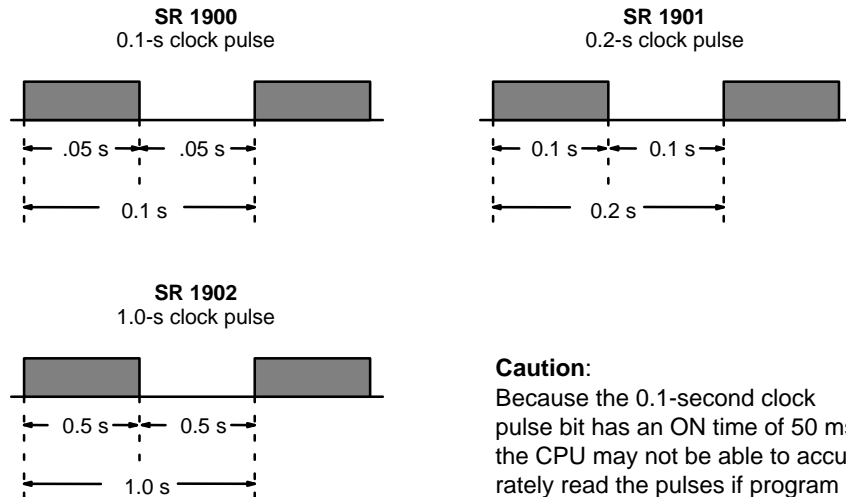 SR 1900
0.1-s clock pulse
.05 s
.05 s
0.1 s
SR 1901
0.2-s clock pulse
0.1 s
0.1 s
0.2 s
SR 1902
1.0-s clock pulse
0.5 s
0.5 s
1.0 s
Caution:
Because the 0.1-second clock
pulse bit has an ON time of 50 ms
the CPU may not be able to accu
rately read the pulses if program